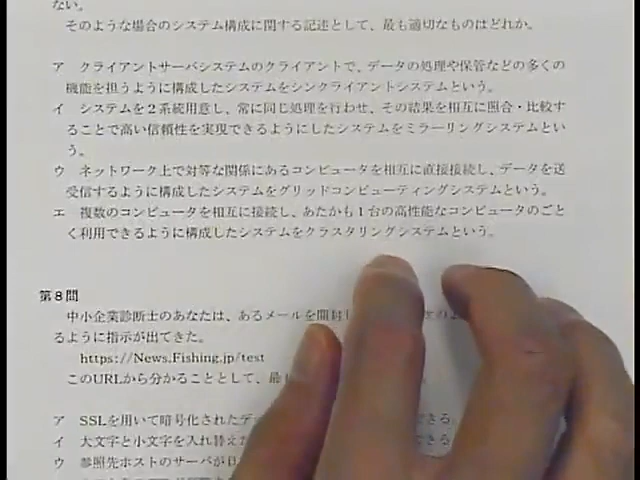 ない。
そのような場合のシステム構成に関する記述として、最も適切なものはどれか。
ア クライアントサーバシステムのクライアントで、データの処理や保管などの多くの
機能を担うように構成したシステムをシンクライアントシステムという。
イ システムを2系統用意し、常に同じ処理を行わせ、その結果を相互に照合・比較す
ることで高い信頼性を実現できるようにしたシステムをミラーリングシステムとい
う。
ウ ネットワーク上で対等な関係にあるコンピュータを相互に直接接続し、データを送
受信するように構成したシステムをグリッドコンピューティングシステムという。
エ 複数のコンピュータを相互に接続し、あたかも1台の高性能なコンピュータのごと
く利用できるように構成したシステムをクラスタリングシステムという。
第8問
中小企業診断士のあなたは、あるメールを開封し
るように指示が出てきた。
https://News.Fishing.jp/test
このURLから分かることとして、最
ア SSLを用いて暗号化されたデ できる。
イ 大文字と小文字を入れ替え できる
ウ 参照先ホストのサーバが日